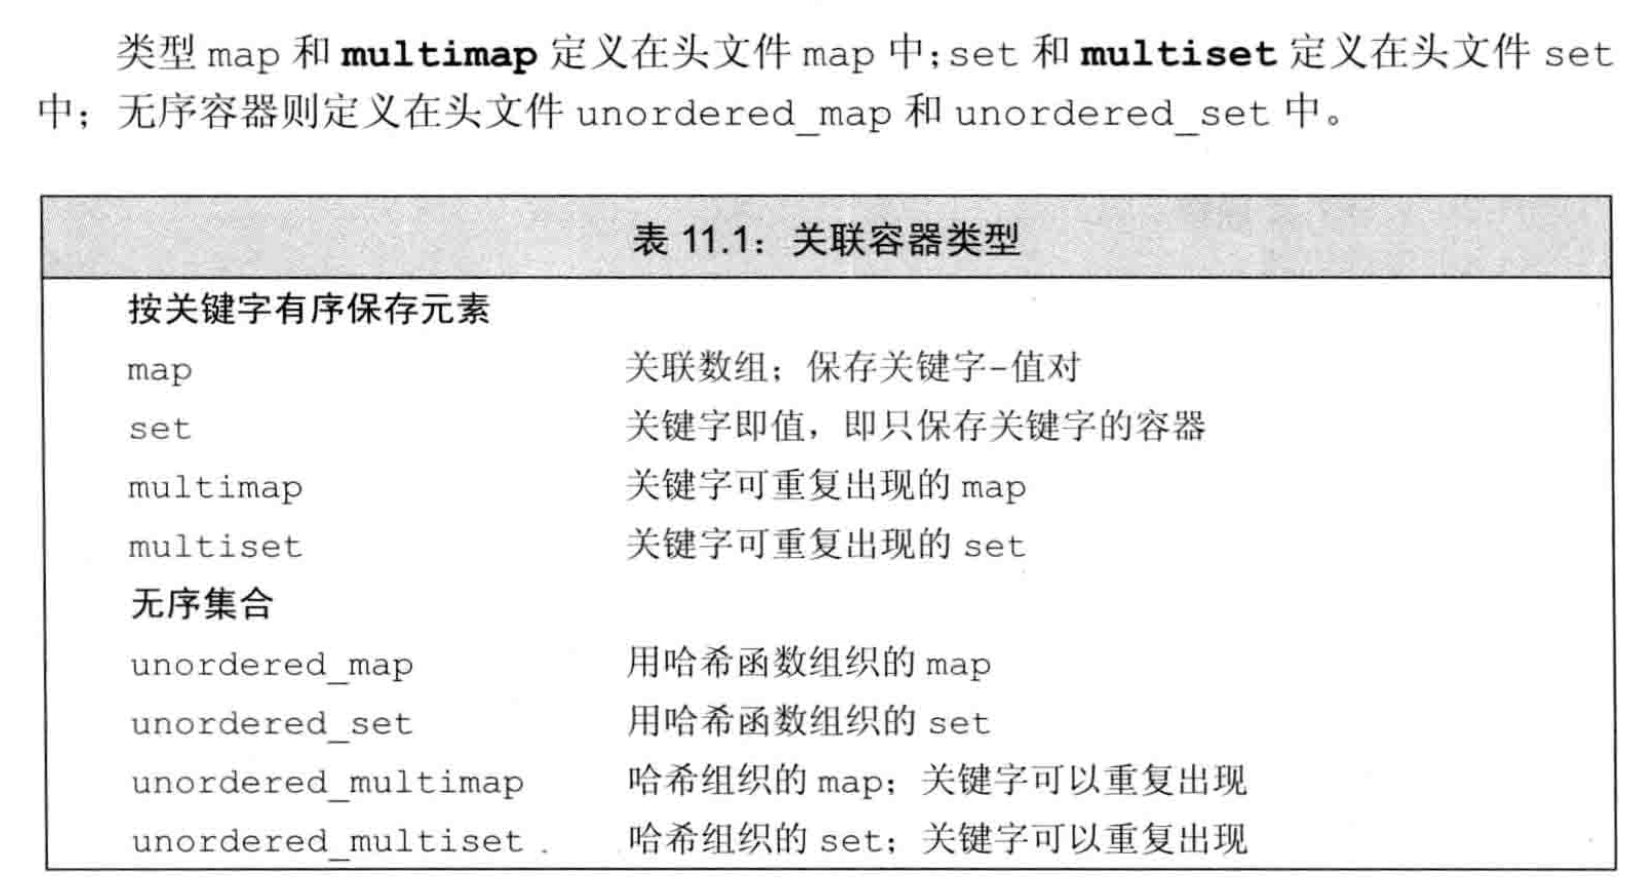 类型 map 和 multimap 定义在头文件 map 中;set 和 multiset 定义在头文件 set
中；无序容器则定义在头文件 unordered_map 和 unordered_set 中。
表 11.1：关联容器类型
按关键字有序保存元素
map 关联数组；保存关键字-值对
set 关键字即值，即只保存关键字的容器
multimap 关键字可重复出现的 map
multiset 关键字可重复出现的 set
无序集合
unordered_map 用哈希函数组织的 map
unordered_set 用哈希函数组织的 set
unordered_multimap 哈希组织的 map；关键字可以重复出现
unordered_multiset 哈希组织的 set；关键字可以重复出现